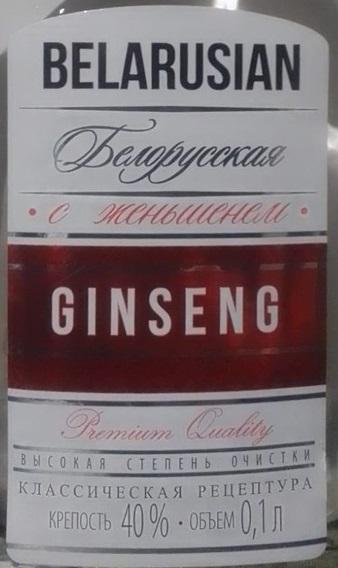 BELARUSIAN
Белорусская
• с женьшенем •
GINSENG
Premium Quality
ВЫСОКАЯ СТЕПЕНЬ ОЧИСТКИ
КЛАССИЧЕСКАЯ РЕЦЕПТУРА
КРЕПОСТЬ 40% • ОБЪЕМ 0,1 Л